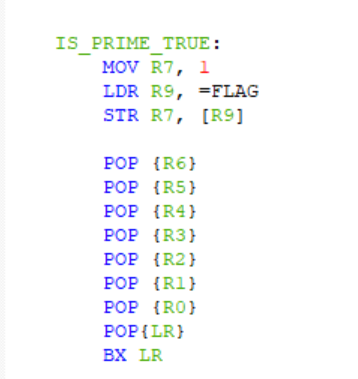 IS_PRIME_TRUE:
MOV R7, 1
LDR R9, =FLAG
STR R7, [R9]
POP {R6}
POP {R5}
POP {R4}
POP {R3}
POP {R2}
POP {R1}
POP {R0}
POP{LR}
BX LR